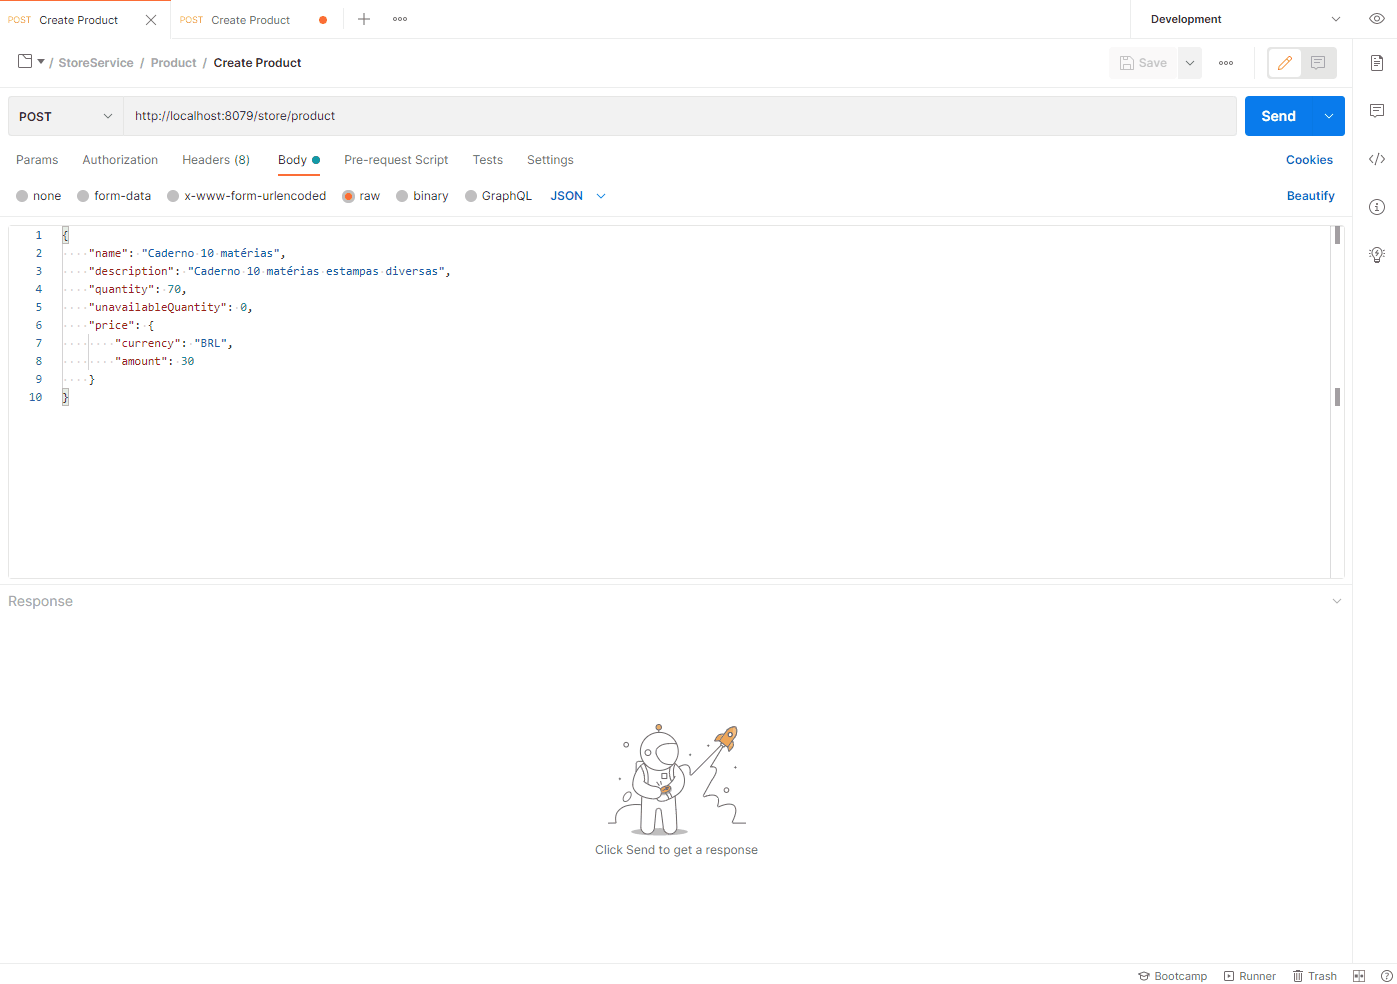 POST Create Product POST Create Product Development
/ StoreService / Product / Create Product Save
POST http://localhost:8079/store/product Send
Params Authorization Headers (8) Body Pre-request Script Tests Settings Cookies
none form-data x-www-form-urlencoded raw binary GraphQL JSON Beautify
1 {
2 "name": "Caderno 10 matérias",
3 "description": "Caderno 10 matérias estampas diversas",
4 "quantity": 70,
5 "unavailableQuantity": 0,
6 "price": {
7 "currency": "BRL",
8 "amount": 30
9 }
10 }
Response
Click Send to get a response
Bootcamp Runner Trash